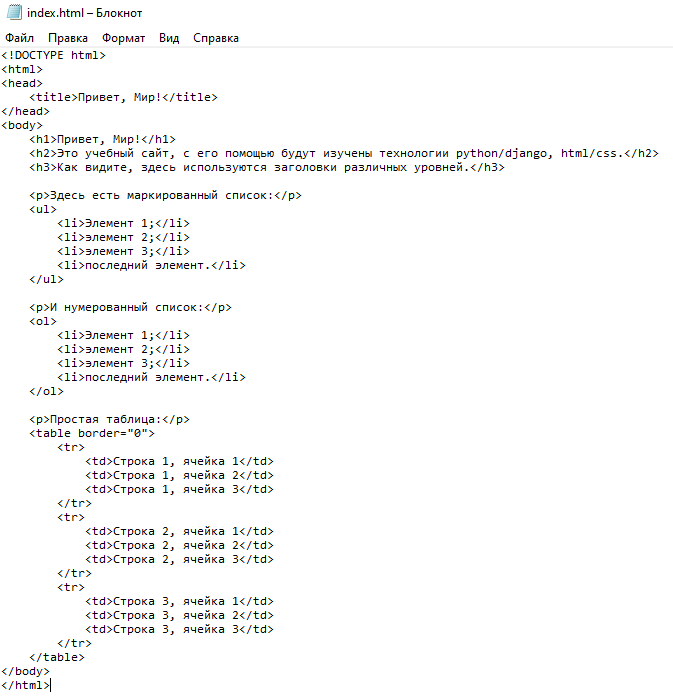 index.html – Блокнот
Файл Правка Формат Вид Справка
<!DOCTYPE html>
<html>
<head>
    <title>Привет, Мир!</title>
</head>
<body>
    <h1>Привет, Мир!</h1>
    <h2>Это учебный сайт, с его помощью будут изучены технологии python/django, html/css.</h2>
    <h3>Как видите, здесь используются заголовки различных уровней.</h3>

    <p>Здесь есть маркированный список:</p>
    <ul>
        <li>Элемент 1;</li>
        <li>элемент 2;</li>
        <li>элемент 3;</li>
        <li>последний элемент.</li>
    </ul>

    <p>И нумерованный список:</p>
    <ol>
        <li>Элемент 1;</li>
        <li>элемент 2;</li>
        <li>элемент 3;</li>
        <li>последний элемент.</li>
    </ol>

    <p>Простая таблица:</p>
    <table border="0">
        <tr>
            <td>Строка 1, ячейка 1</td>
            <td>Строка 1, ячейка 2</td>
            <td>Строка 1, ячейка 3</td>
        </tr>
        <tr>
            <td>Строка 2, ячейка 1</td>
            <td>Строка 2, ячейка 2</td>
            <td>Строка 2, ячейка 3</td>
        </tr>
        <tr>
            <td>Строка 3, ячейка 1</td>
            <td>Строка 3, ячейка 2</td>
            <td>Строка 3, ячейка 3</td>
        </tr>
    </table>
</body>
</html>